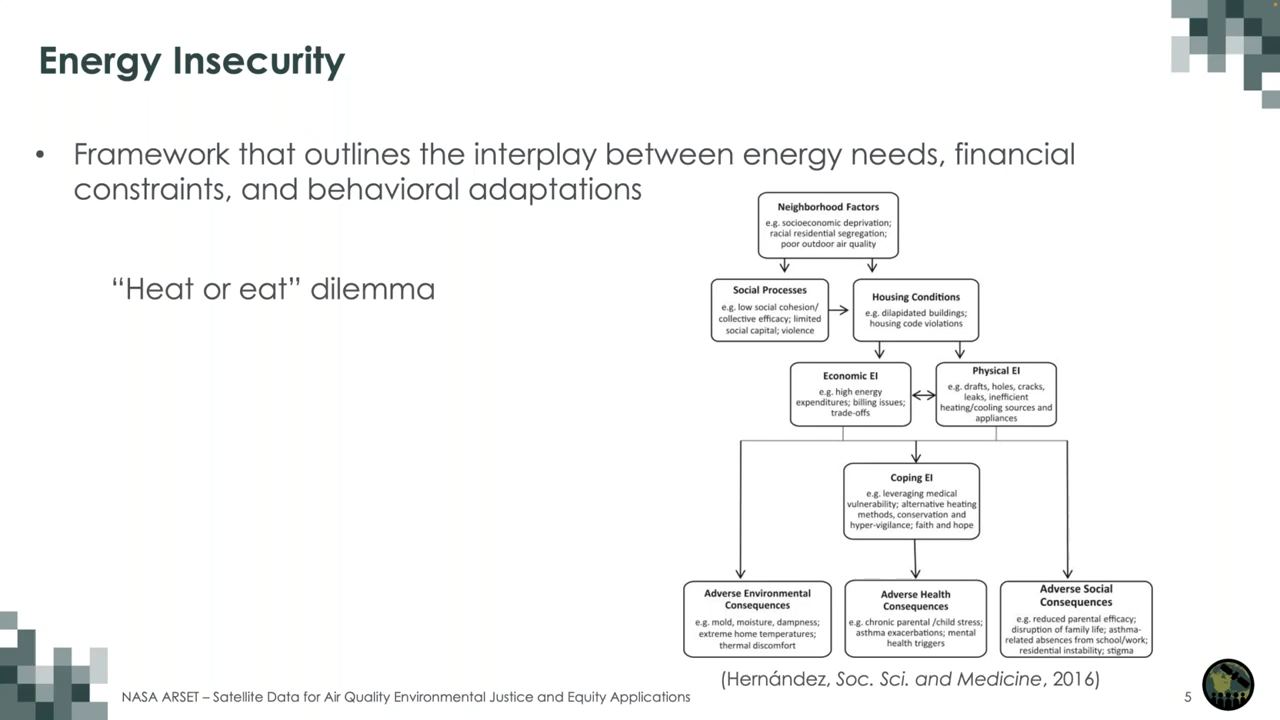 Energy Insecurity
• Framework that outlines the interplay between energy needs, financial
constraints, and behavioral adaptations
“Heat or eat” dilemma
Neighborhood Factors
e.g. socioeconomic deprivation;
racial residential segregation;
poor outdoor air quality
Social Processes
e.g. low social cohesion/
collective efficacy; limited
social capital; violence
Housing Conditions
e.g. dilapidated buildings;
housing code violations
Economic EI
e.g. high energy
expenditures; billing issues;
trade-offs
Physical EI
e.g. drafts, holes, cracks,
leaks, inefficient
heating/cooling sources and
appliances
Coping EI
e.g. leveraging medical
vulnerability; alternative heating
methods, conservation and
hyper-vigilance; faith and hope
Adverse Environmental
Consequences
e.g. mold, moisture, dampness;
extreme home temperatures;
thermal discomfort
Adverse Health
Consequences
e.g. chronic parental /child stress;
asthma exacerbations; mental
health triggers
Adverse Social
Consequences
e.g. reduced parental efficacy;
disruption of family life; asthma-
related absences from school/work;
residential instability; stigma
(Hernández, Soc. Sci. and Medicine, 2016)
NASA ARSET – Satellite Data for Air Quality Environmental Justice and Equity Applications
5